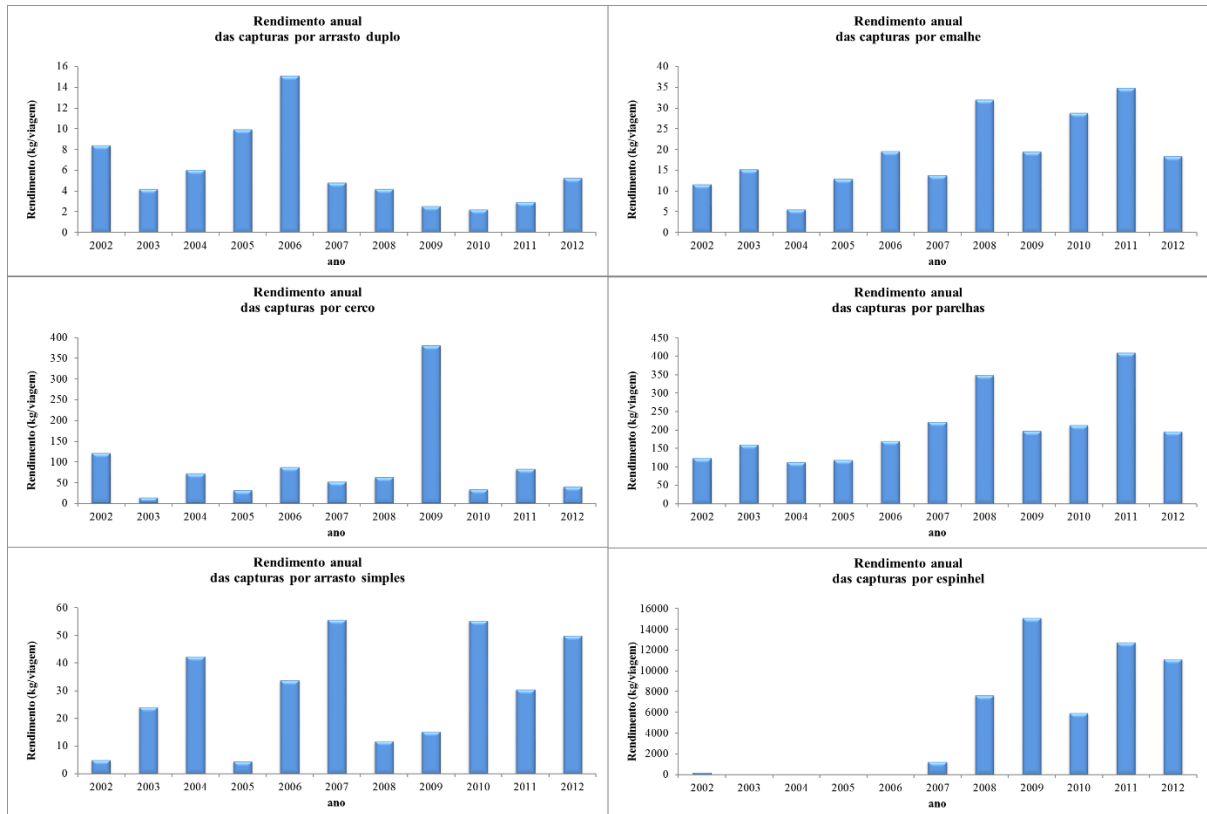 Rendimento anual
das capturas por arrasto duplo
Rendimento (kg/viagem)
16
14
12
10
8
6
4
2
0
2002 2003 2004 2005 2006 2007 2008 2009 2010 2011 2012
ano
Rendimento anual
das capturas por emalhe
Rendimento (kg/viagem)
40
35
30
25
20
15
10
5
0
2002 2003 2004 2005 2006 2007 2008 2009 2010 2011 2012
ano
Rendimento anual
das capturas por cerco
Rendimento (kg/viagem)
400
350
300
250
200
150
100
50
0
2002 2003 2004 2005 2006 2007 2008 2009 2010 2011 2012
ano
Rendimento anual
das capturas por parelhas
Rendimento (kg/viagem)
450
400
350
300
250
200
150
100
50
0
2002 2003 2004 2005 2006 2007 2008 2009 2010 2011 2012
ano
Rendimento anual
das capturas por arrasto simples
Rendimento (kg/viagem)
60
50
40
30
20
10
0
2002 2003 2004 2005 2006 2007 2008 2009 2010 2011 2012
ano
Rendimento anual
das capturas por espinhel
Rendimento (kg/viagem)
16000
14000
12000
10000
8000
6000
4000
2000
0
2002 2003 2004 2005 2006 2007 2008 2009 2010 2011 2012
ano